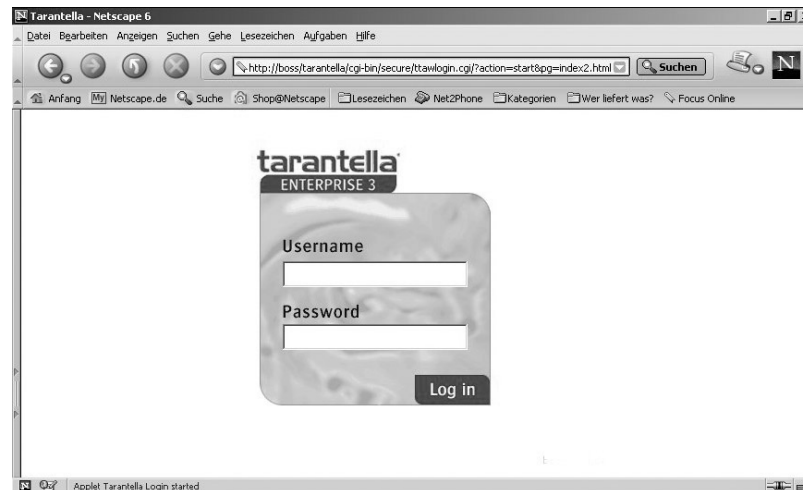 Tarantella - Netscape 6
Datei Bearbeiten Anzeigen Suchen Gehe Lesezeichen Aufgaben Hilfe
http://boss/tarantella/cgi-bin/secure/ttawlogin.cgi/?action=start&pg=index2.html Suchen N
Anfang My Netscape.de Suche Shop@Netscape Lesezeichen Net2Phone Kategorien Wer liefert was? Focus Online
tarantella
ENTERPRISE 3
Username
Password
Log in
Applet Tarantella Login started